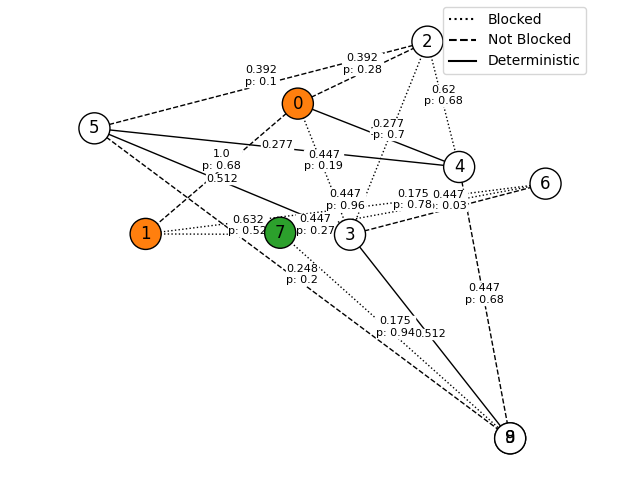 Blocked
Not Blocked
Deterministic
2
0.392
p: 0.28
0.392
p: 0.1
0.62
p: 0.68
0
5
0.277
p: 0.7
0.277
1.0
p: 0.68
0.447
p: 0.19
4
0.512
6
0.447
p: 0.96
0.175
p: 0.78
0.447
p: 0.03
1
0.632
p: 0.52
7
0.447
p: 0.27
3
0.248
p: 0.2
0.447
p: 0.68
0.175
p: 0.94
0.512